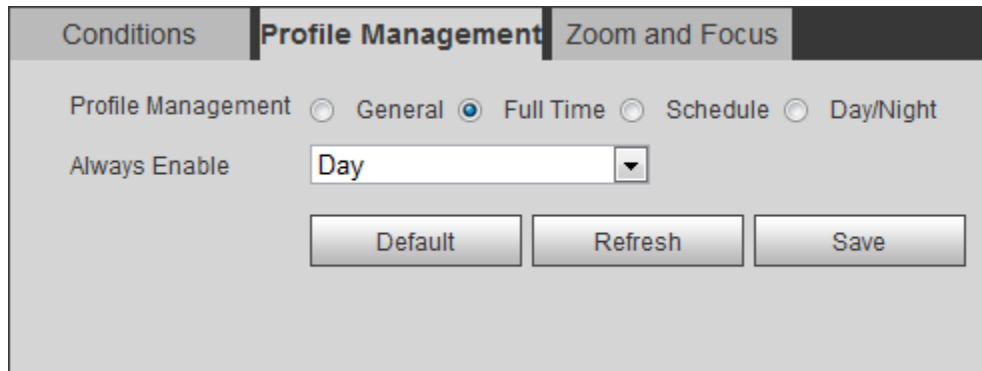 Conditions Profile Management Zoom and Focus
Profile Management General Full Time Schedule Day/Night
Always Enable Day
Default Refresh Save